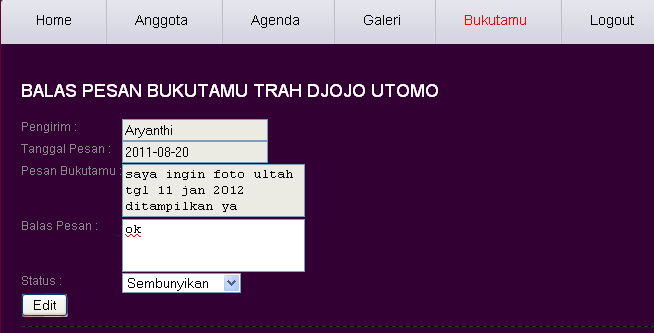 Home Anggota Agenda Galeri Bukutamu Logout
BALAS PESAN BUKUTAMU TRAH DJOJO UTOMO
Pengirim : Aryanthi
Tanggal Pesan : 2011-08-20
Pesan Bukutamu : saya ingin foto ultah
tgl 11 jan 2012
ditampilkan ya
Balas Pesan : ok
Status : Sembunyikan
Edit